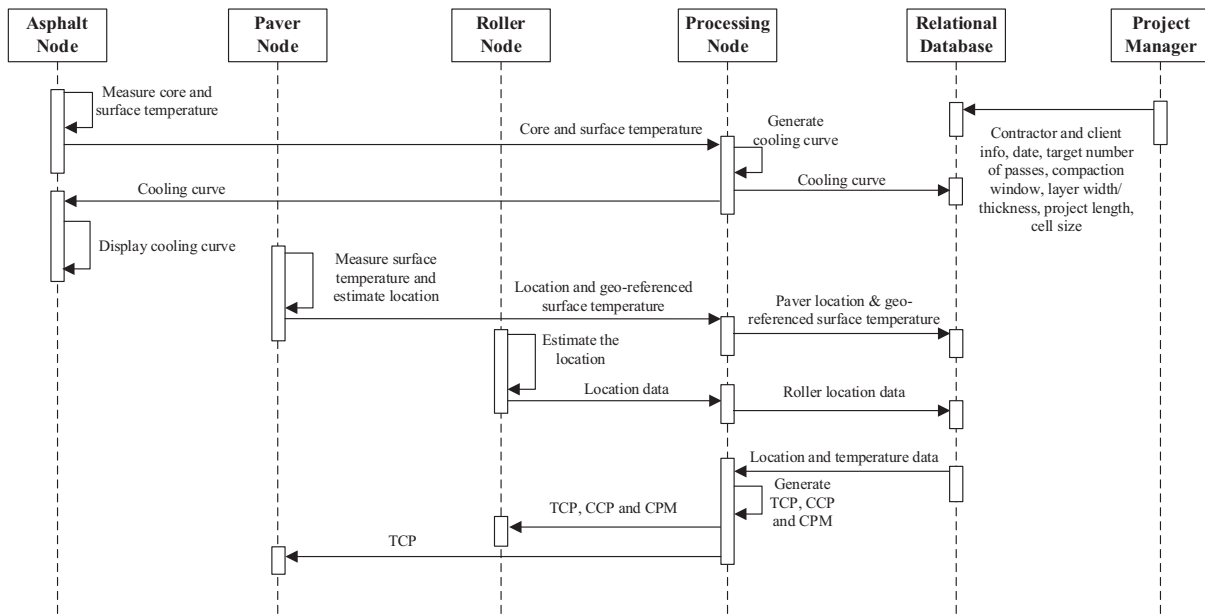 Asphalt
Node
Paver
Node
Roller
Node
Processing
Node
Relational
Database
Project
Manager
Measure core and
surface temperature
Core and surface temperature
Generate
cooling curve
Contractor and client
info, date, target number
of passes, compaction
window, layer width/
thickness, project length,
cell size
Cooling curve
Cooling curve
Display cooling curve
Measure surface
temperature and
estimate location
Location and geo-referenced
surface temperature
Paver location & geo-
referenced surface temperature
Estimate the
location
Location data
Roller location data
Location and temperature data
Generate
TCP, CCP
and CPM
TCP, CCP and CPM
TCP